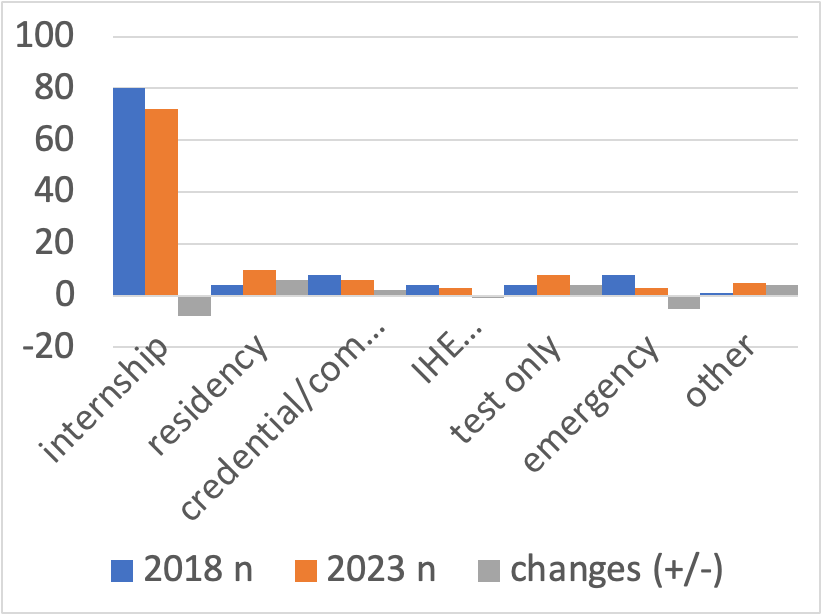 100
80
60
40
20
0
-20
internship
residency
credential/com...
IHE...
test only
emergency
other
2018 n 2023 n changes (+/-)